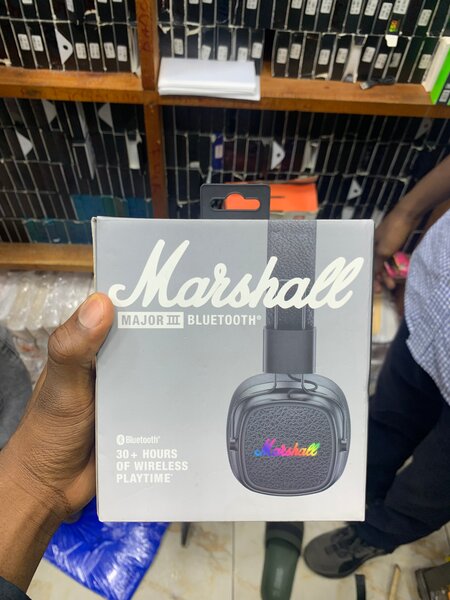 Marshall
MAJOR III BLUETOOTH®
Bluetooth®
30+ HOURS
OF WIRELESS
PLAYTIME*
Marshall